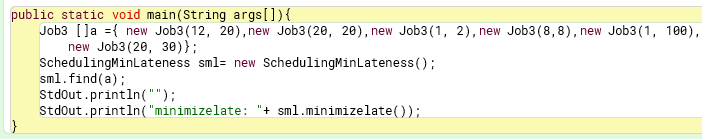 public static void main(String args[]){
Job3 []a ={ new Job3(12, 20),new Job3(20, 20),new Job3(1, 2),new Job3(8,8),new Job3(1, 100),
new Job3(20, 30)};
SchedulingMinLateness sml= new SchedulingMinLateness();
sml.find(a);
StdOut.println("");
StdOut.println("minimizelate: "+ sml.minimizelate());
}